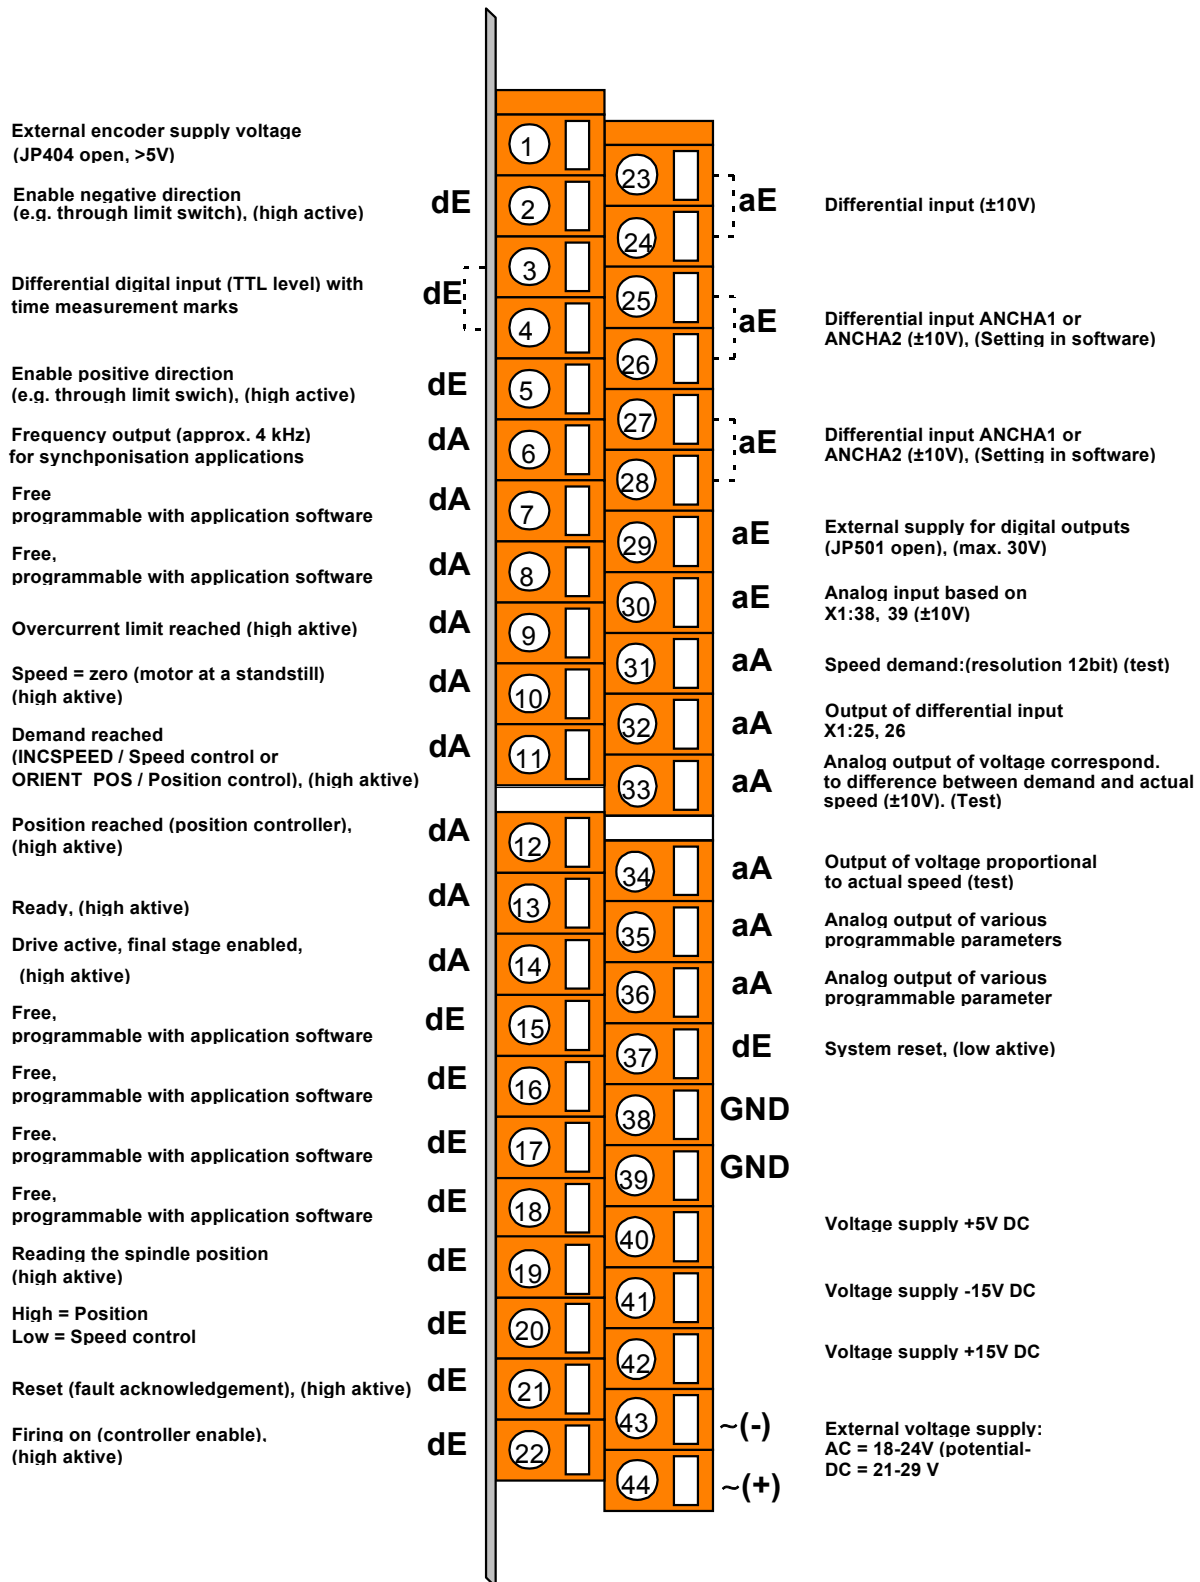 External encoder supply voltage
(JP404 open, >5V)
1
Enable negative direction
(e.g. through limit switch), (high active)
dE
2
Differential digital input (TTL level) with
time measurement marks
dE
3
4
Enable positive direction
(e.g. through limit swich), (high active)
dE
5
Frequency output (approx. 4 kHz)
for synchponisation applications
dA
6
Free
programmable with application software
dA
7
Free,
programmable with application software
dA
8
Overcurrent limit reached (high aktive)
dA
9
Speed = zero (motor at a standstill)
(high aktive)
dA
10
Demand reached
(INCSPEED / Speed control or
ORIENT POS / Position control), (high aktive)
dA
11
Position reached (position controller),
(high aktive)
dA
12
Ready, (high aktive)
dA
13
Drive active, final stage enabled,
(high aktive)
dA
14
Free,
programmable with application software
dE
15
Free,
programmable with application software
dE
16
Free,
programmable with application software
dE
17
Free,
programmable with application software
dE
18
Reading the spindle position
(high aktive)
dE
19
High = Position
Low = Speed control
dE
20
Reset (fault acknowledgement), (high aktive)
dE
21
Firing on (controller enable),
(high aktive)
dE
22
23
24
aE
Differential input (±10V)
25
26
aE
Differential input ANCHA1 or
ANCHA2 (±10V), (Setting in software)
27
28
aE
Differential input ANCHA1 or
ANCHA2 (±10V), (Setting in software)
29
aE
External supply for digital outputs
(JP501 open), (max. 30V)
30
aE
Analog input based on
X1:38, 39 (±10V)
31
aA
Speed demand:(resolution 12bit) (test)
32
aA
Output of differential input
X1:25, 26
33
aA
Analog output of voltage correspond.
to difference between demand and actual
speed (±10V). (Test)
34
aA
Output of voltage proportional
to actual speed (test)
35
aA
Analog output of various
programmable parameters
36
aA
Analog output of various
programmable parameter
37
dE
System reset, (low aktive)
38
GND
39
GND
40
Voltage supply +5V DC
41
Voltage supply -15V DC
42
Voltage supply +15V DC
43
~(-)
External voltage supply:
AC = 18-24V (potential-
DC = 21-29 V
44
~(+)